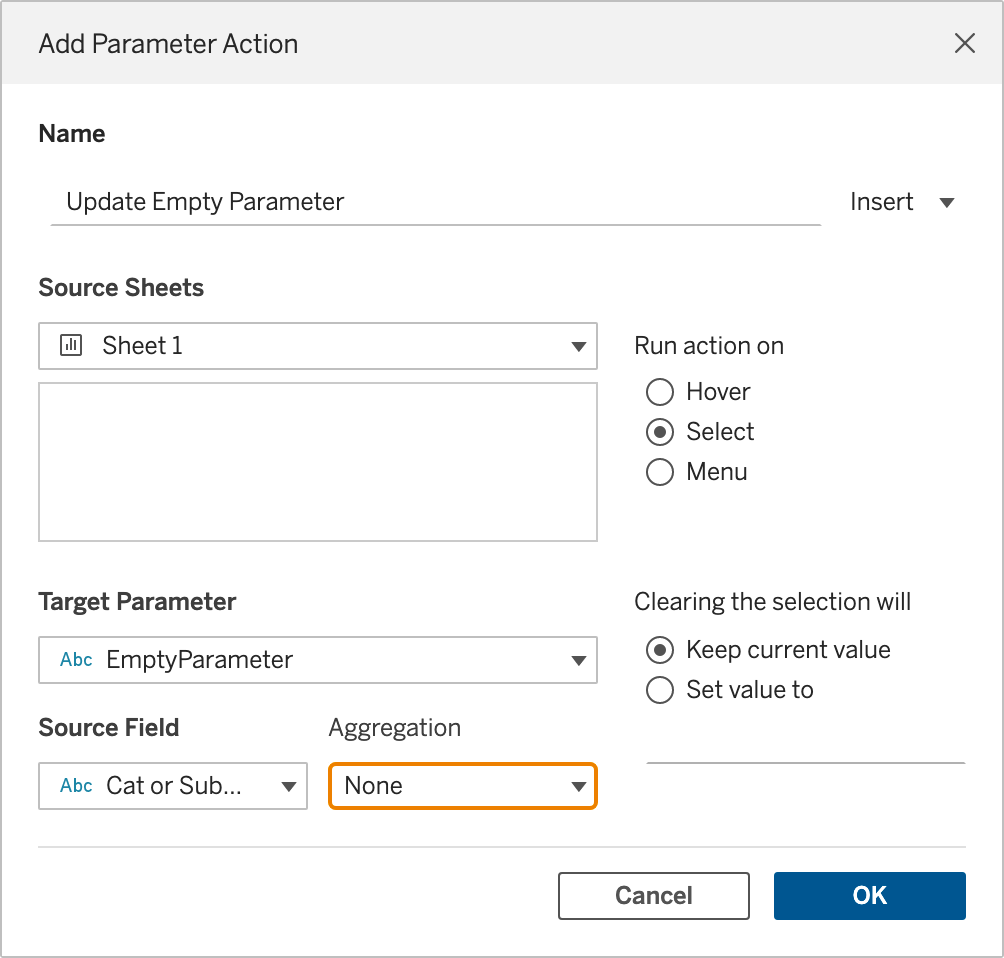 Add Parameter Action
Name
Update Empty Parameter
Insert
Source Sheets
Sheet 1
Run action on
Hover
Select
Menu
Target Parameter
Abc EmptyParameter
Clearing the selection will
Keep current value
Set value to
Source Field
Aggregation
Abc Cat or Sub...
None
Cancel
OK